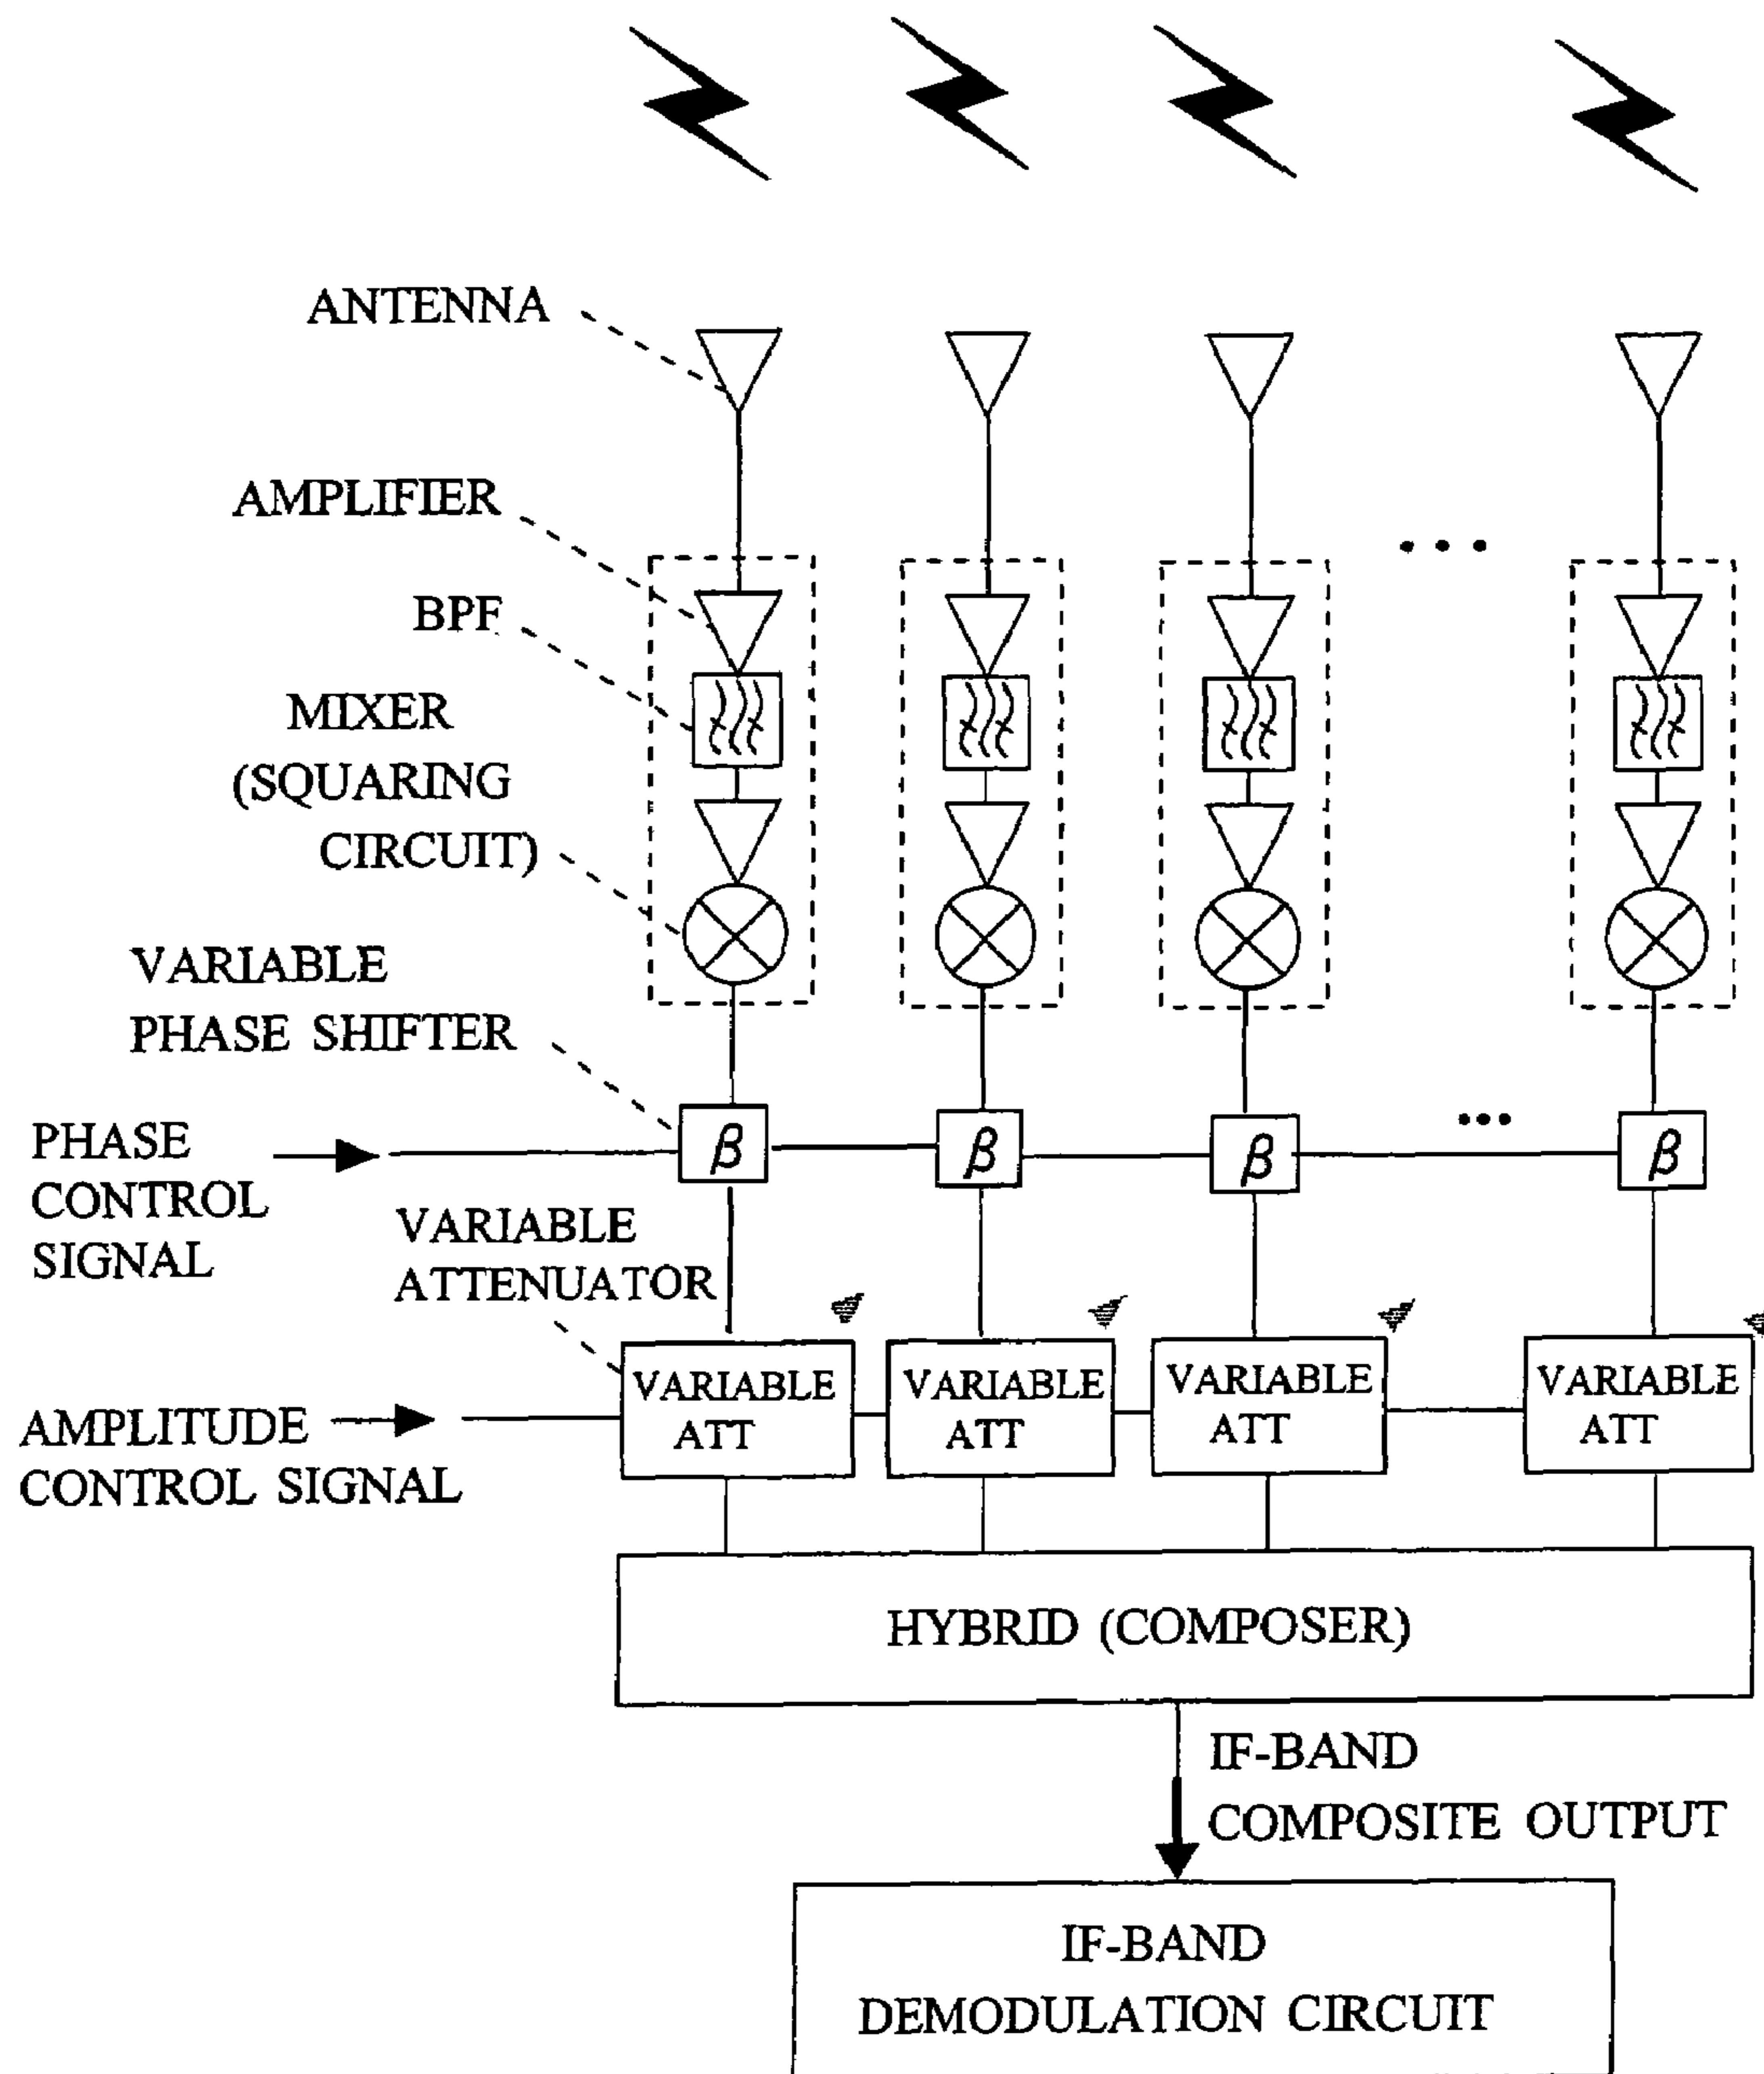 ANTENNA
AMPLIFIER
BPF
MIXER
(SQUARING
CIRCUIT)
VARIABLE
PHASE SHIFTER
PHASE
CONTROL
SIGNAL
β β β β
VARIABLE
ATTENUATOR
VARIABLE
ATT
VARIABLE
ATT
VARIABLE
ATT
VARIABLE
ATT
AMPLITUDE
CONTROL SIGNAL
HYBRID (COMPOSER)
IF-BAND
COMPOSITE OUTPUT
IF-BAND
DEMODULATION CIRCUIT